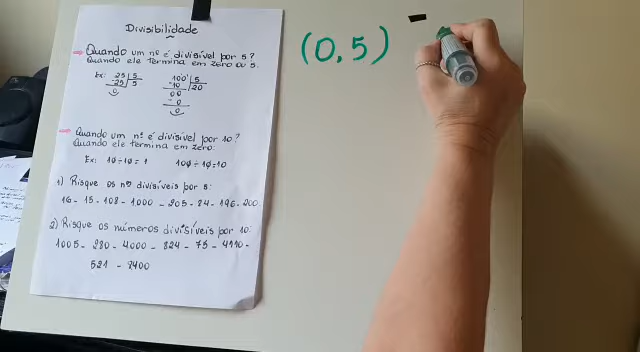 Divisibilidade
Quando um nº é divisível por 5?
Quando ele termina em zero ou 5.
Ex: 25 5 100 5
-25 5 -10 20
0 00
- 0
0
Quando um nº é divisível por 10?
Quando ele termina em zero.
Ex: 10÷10=1 100÷10=10
1) Risque os nºs divisíveis por 5:
16 - 15 - 108 - 1000 - 205 - 24 - 196 - 200
2) Risque os números divisíveis por 10:
1005 - 230 - 4000 - 824 - 75 - 4990 -
521 - 8400
(0,5)